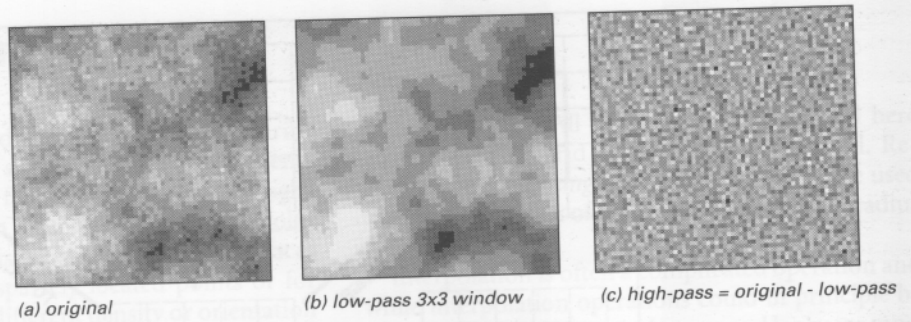 (a) original
(b) low-pass 3x3 window
(c) high-pass = original - low-pass